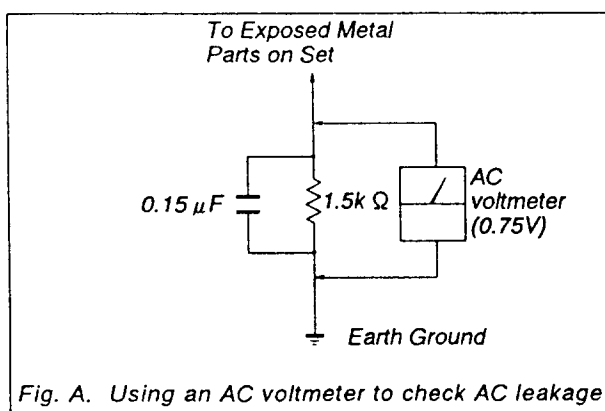 To Exposed Metal
Parts on Set
0.15 μF
1.5k Ω
AC
voltmeter
(0.75V)
Earth Ground
Fig. A. Using an AC voltmeter to check AC leakage